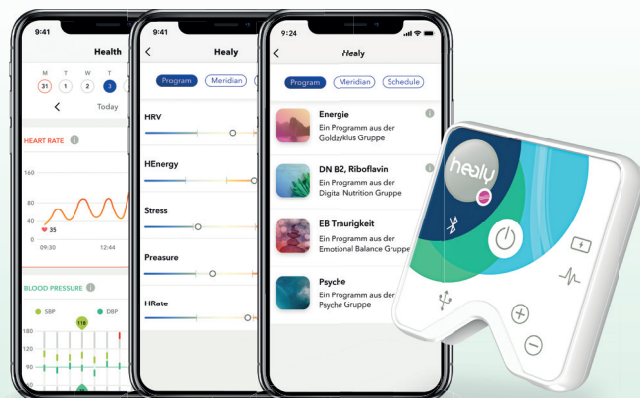 9:41
Health
M T W T
31 1 2 3
Today
HEART RATE
160
80
40
35
0
09:30 12:44
BLOOD PRESSURE
SBP DBP
118
180
120
90
60
9:41
Healy
Program Meridian
HRV
HEnergy
Stress
Preasure
HRate
9:24
Healy
Program Meridian Schedule
Energie
Ein Programm aus der
Goldzyklus Gruppe
DN B2, Riboflavin
Ein Programm aus der
Digita Nutrition Gruppe
EB Traurigkeit
Ein Programm aus der
Emotional Balance Gruppe
Psyche
Ein Programm aus der
Psyche Gruppe
healy